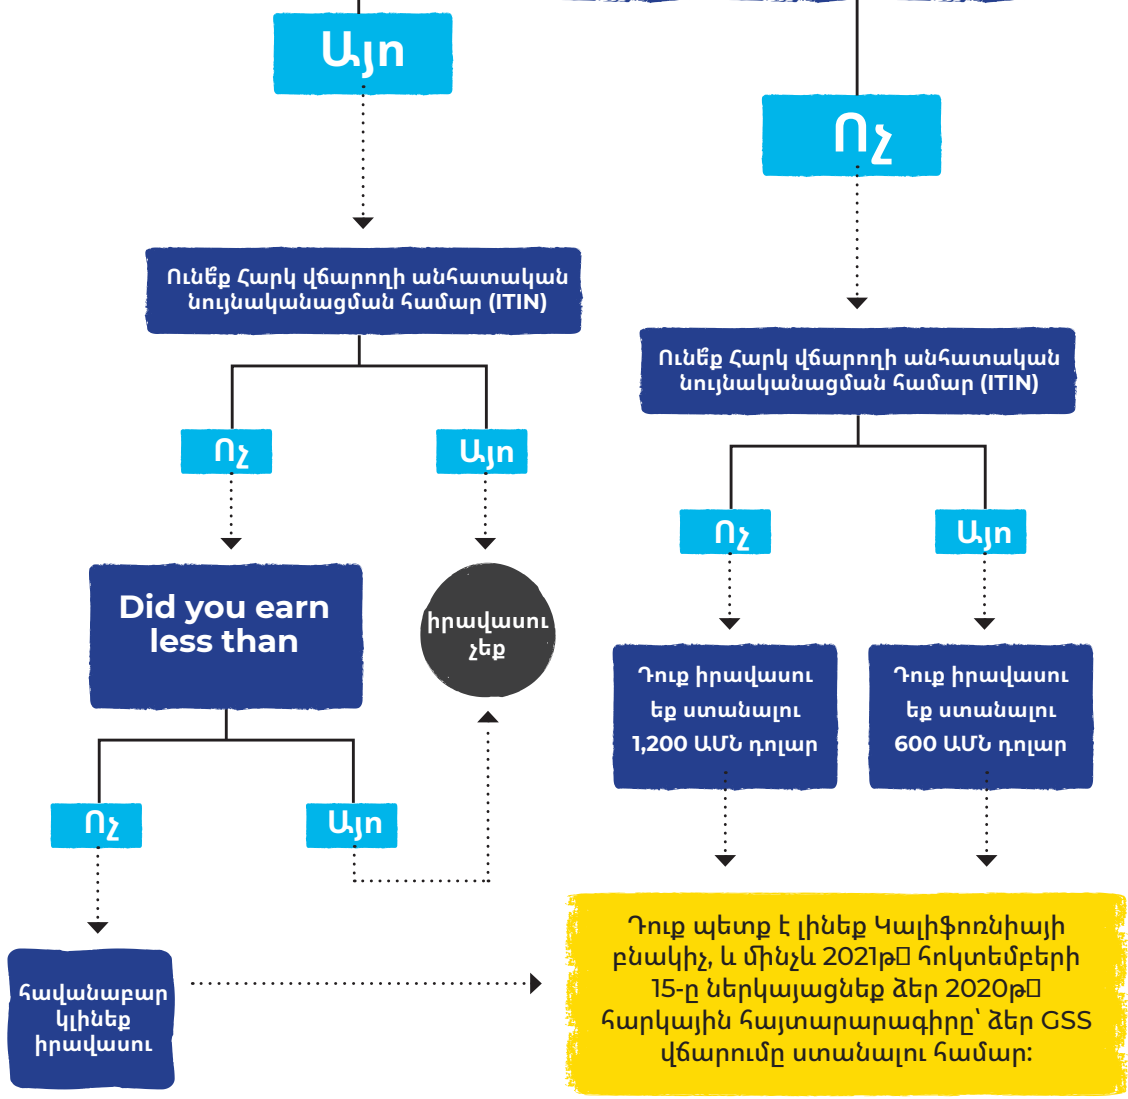 Այո
Ոչ
Ունե՞ք Հարկ վճարողի անհատական
նույնականացման համար (ITIN)
Ունե՞ք Հարկ վճարողի անհատական
նույնականացման համար (ITIN)
Ոչ
Այո
Ոչ
Այո
Did you earn
less than
իրավասու
չեք
Դուք իրավասու
եք ստանալու
1,200 ԱՄՆ դոլար
Դուք իրավասու
եք ստանալու
600 ԱՄՆ դոլար
Ոչ
Այո
հավանաբար
կլինեք
իրավասու
Դուք պետք է լինեք Կալիֆոռնիայի
բնակիչ, և մինչև 2021թ□ հոկտեմբերի
15-ը ներկայացնեք ձեր 2020թ□
հարկային հայտարարագիրը՝ ձեր GSS
վճարումը ստանալու համար: